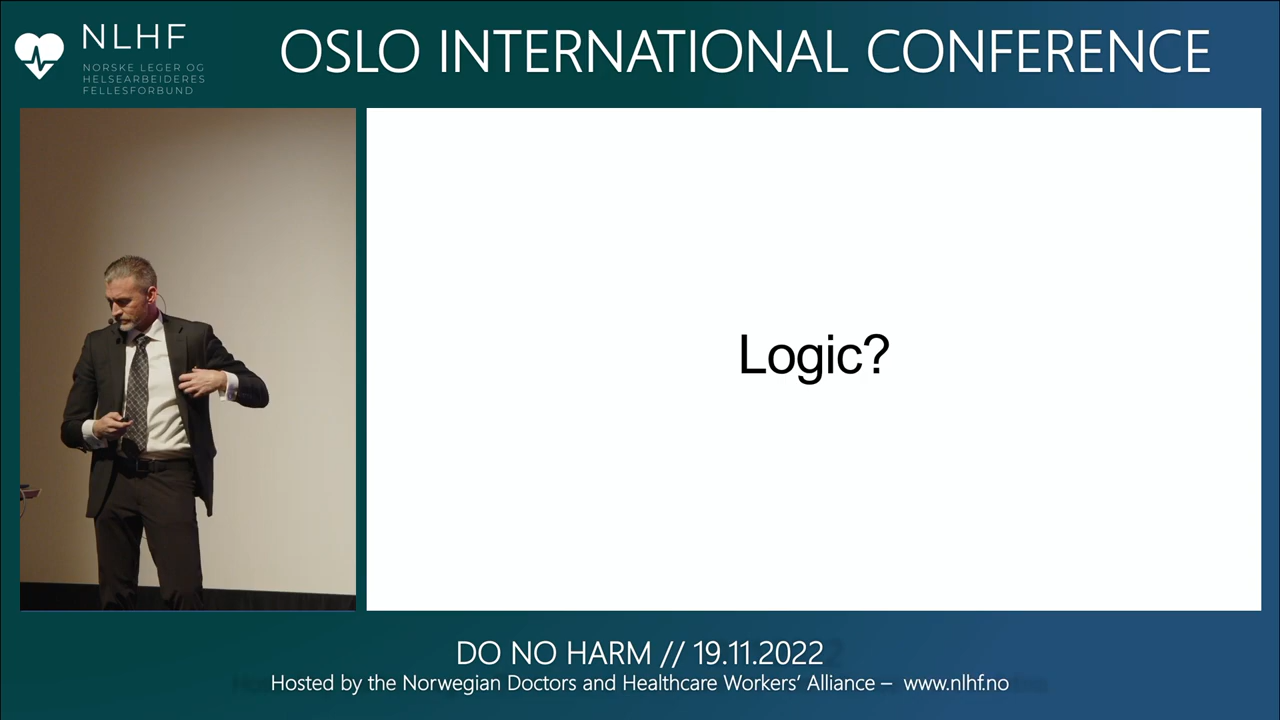 NLHF
NORSKE LEGER OG
HELSEARBEIDERES
FELLESFORBUND
OSLO INTERNATIONAL CONFERENCE
Logic?
DO NO HARM // 19.11.2022
Hosted by the Norwegian Doctors and Healthcare Workers' Alliance – www.nlhf.no